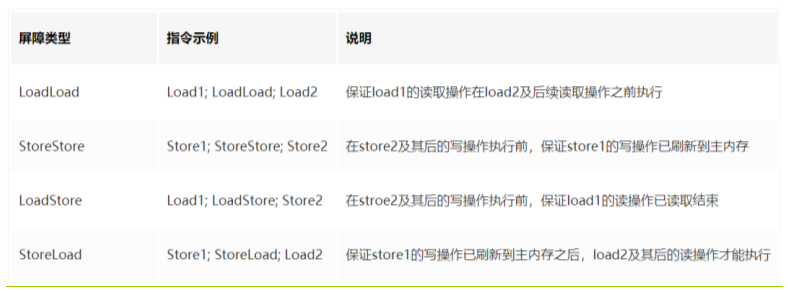 屏障类型 指令示例 说明
LoadLoad Load1; LoadLoad; Load2 保证load1的读取操作在load2及后续读取操作之前执行
StoreStore Store1; StoreStore; Store2 在store2及其后的写操作执行前，保证store1的写操作已刷新到主内存
LoadStore Load1; LoadStore; Store2 在stroe2及其后的写操作执行前，保证load1的读操作已读取结束
StoreLoad Store1; StoreLoad; Load2 保证store1的写操作已刷新到主内存之后，load2及其后的读操作才能执行